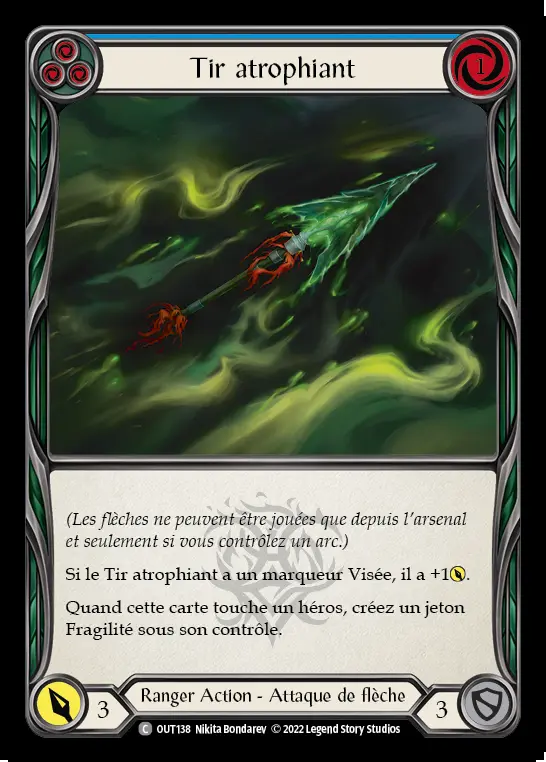 Tir atrophiant
1
(Les flèches ne peuvent être jouées que depuis l'arsenal
et seulement si vous contrôlez un arc.)
Si le Tir atrophiant a un marqueur Visée, il a +1.
Quand cette carte touche un héros, créez un jeton
Fragilité sous son contrôle.
3
Ranger Action - Attaque de flèche
3
C OUT138 Nikita Bondarev © 2022 Legend Story Studios